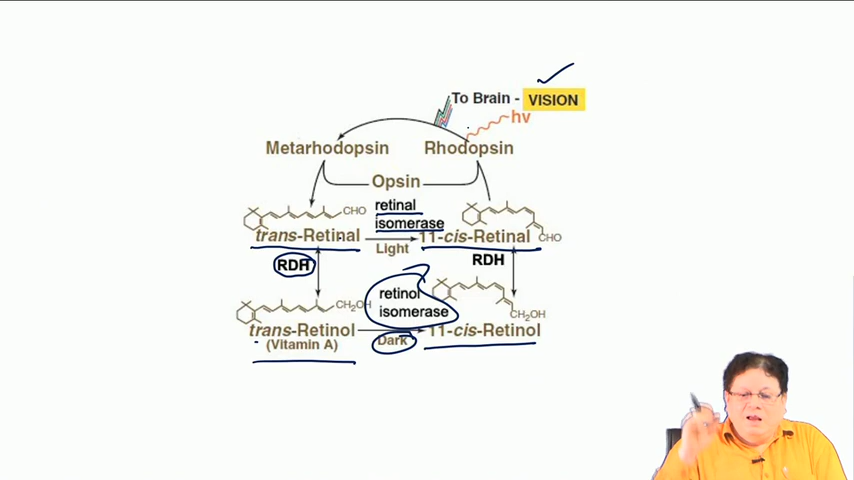 To Brain - VISION
hv
Metarhodopsin Rhodopsin
Opsin
CHO
retinal
isomerase
trans-Retinal 11-cis-Retinal CHO
Light
RDH RDH
CH₂OH
retinol
isomerase
CH₂OH
trans-Retinol 11-cis-Retinol
(Vitamin A) Dark